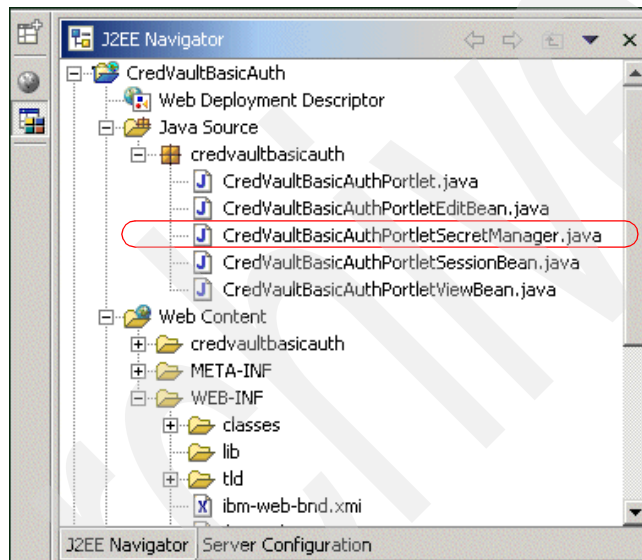 J2EE Navigator
CredVaultBasicAuth
Web Deployment Descriptor
Java Source
credvaultbasicauth
CredVaultBasicAuthPortlet.java
CredVaultBasicAuthPortletEditBean.java
CredVaultBasicAuthPortletSecretManager.java
CredVaultBasicAuthPortletSessionBean.java
CredVaultBasicAuthPortletViewBean.java
Web Content
credvaultbasicauth
META-INF
WEB-INF
classes
lib
tld
ibm-web-bnd.xmi
J2EE Navigator Server Configuration